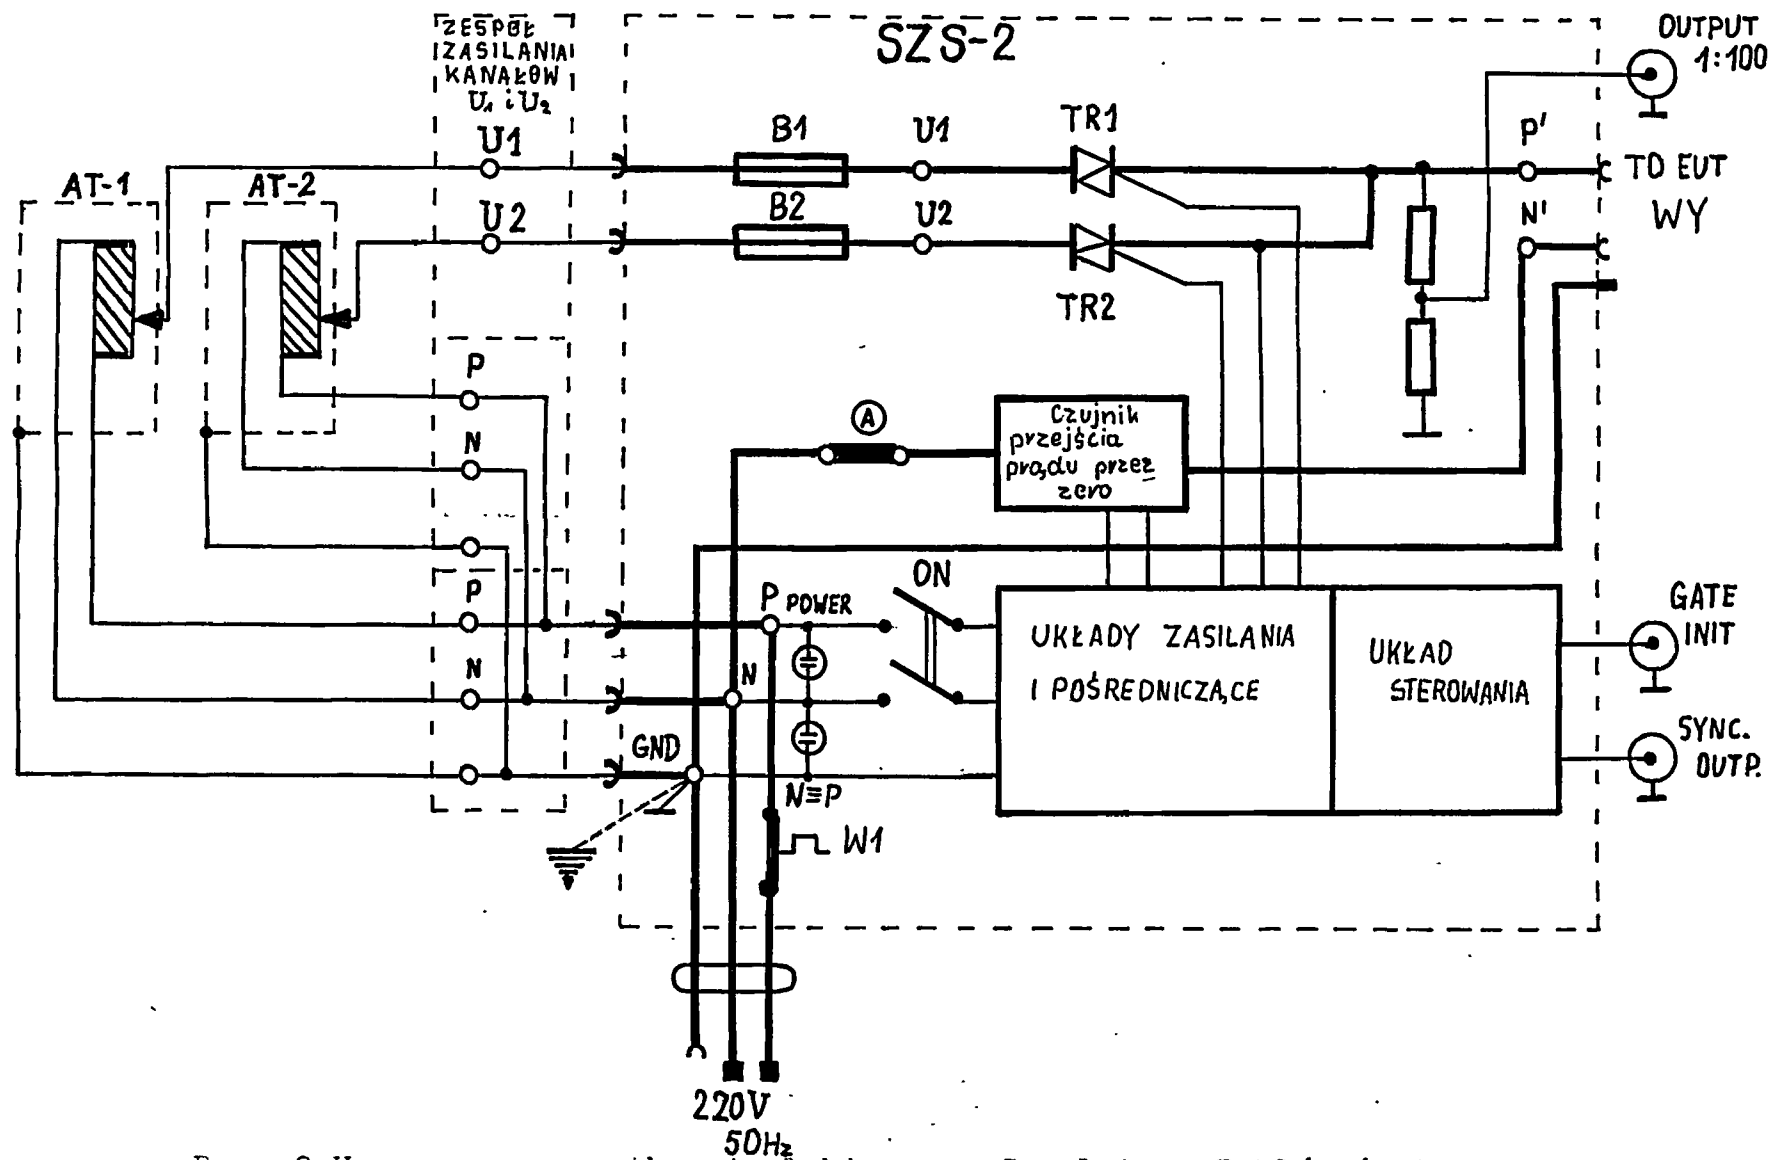 ZESPÓŁ
ZASILANIA
KANAŁÓW
U1 i U2
SZS-2
OUTPUT
1:100
U1
B1
U1
TR1
P'
TO EUT
AT-1
AT-2
U2
B2
U2
N'
WY
TR2
P
A
Czujnik
przejścia
prądu przez
zero
N
ON
P
P
POWER
GATE
INIT
UKŁADY ZASILANIA
I POŚREDNICZĄCE
UKŁAD
STEROWANIA
N
N
GND
SYNC.
OUTP.
N≡P
W1
220V
50Hz